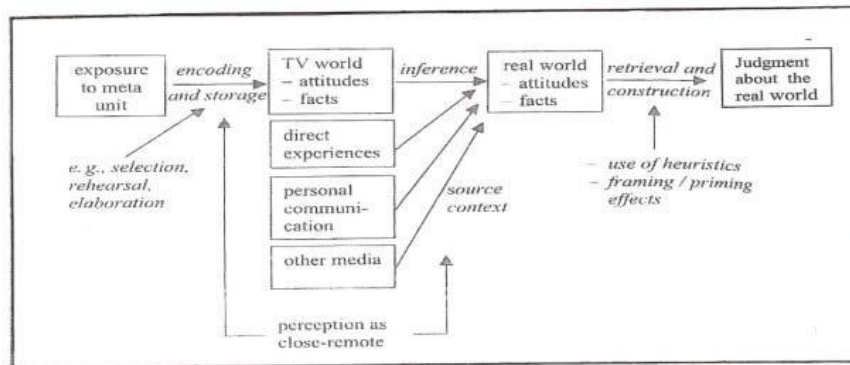 exposure
to meta
unit
encoding
and storage
TV world
– attitudes
– facts
inference
real world
– attitudes
– facts
retrieval and
construction
Judgment
about the
real world
direct
experiences
personal
communi-
cation
other media
e. g., selection,
rehearsal,
elaboration
source
context
– use of heuristics
– framing / priming
effects
perception as
close-remote